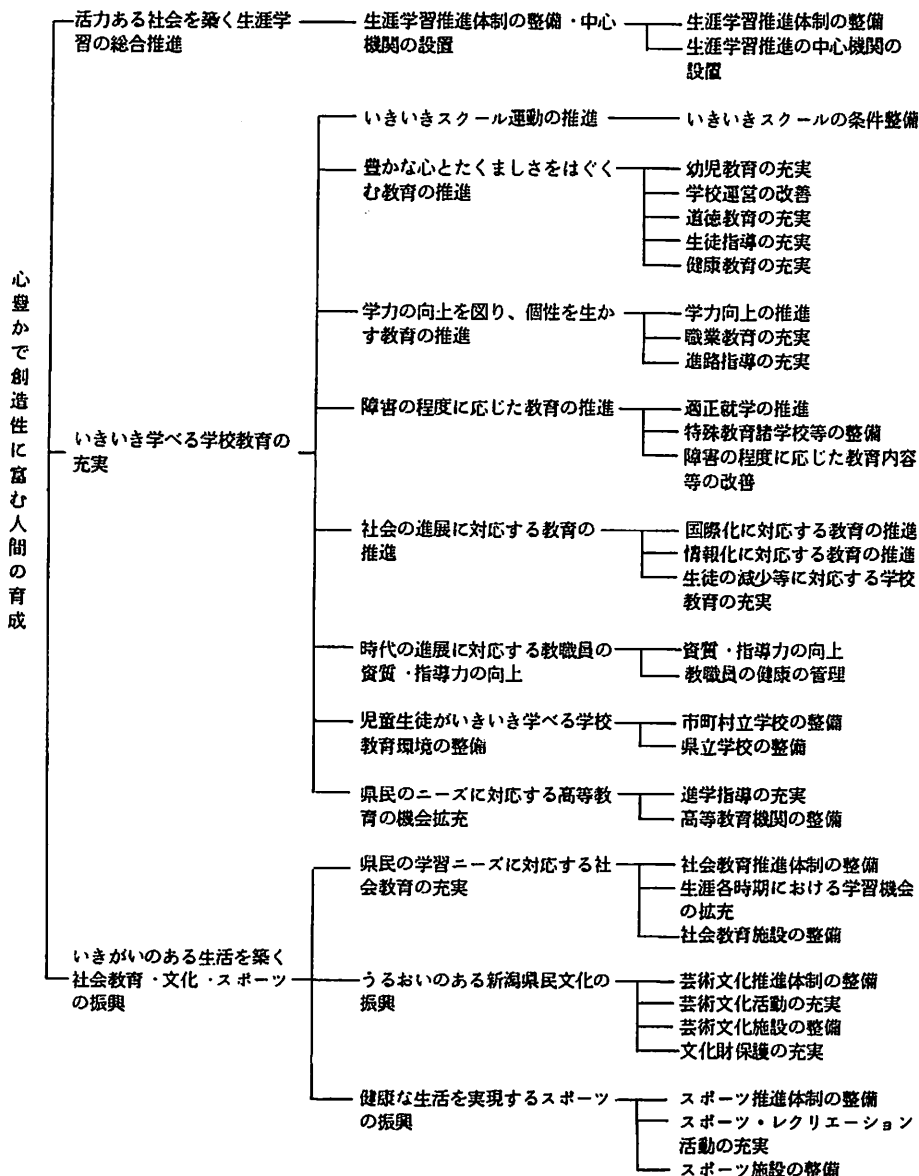 心豊かで創造性に富む人間の育成
活力ある社会を築く生涯学
習の総合推進
生涯学習推進体制の整備・中心
機関の設置
生涯学習推進体制の整備
生涯学習推進の中心機関の
設置
いきいき学べる学校教育の
充実
いきいきスクール運動の推進
いきいきスクールの条件整備
豊かな心とたくましさをはぐく
む教育の推進
幼児教育の充実
学校運営の改善
道徳教育の充実
生徒指導の充実
健康教育の充実
学力の向上を図り、個性を生か
す教育の推進
学力向上の推進
職業教育の充実
進路指導の充実
障害の程度に応じた教育の推進
適正就学の推進
特殊教育諸学校等の整備
障害の程度に応じた教育内容
等の改善
社会の進展に対応する教育の
推進
国際化に対応する教育の推進
情報化に対応する教育の推進
生徒の減少等に対応する学校
教育の充実
時代の進展に対応する教職員の
資質・指導力の向上
資質・指導力の向上
教職員の健康の管理
児童生徒がいきいき学べる学校
教育環境の整備
市町村立学校の整備
県立学校の整備
県民のニーズに対応する高等教
育の機会拡充
進学指導の充実
高等教育機関の整備
いきがいのある生活を築く
社会教育・文化・スポーツ
の振興
県民の学習ニーズに対応する社
会教育の充実
社会教育推進体制の整備
生涯各時期における学習機会
の拡充
社会教育施設の整備
うるおいのある新潟県民文化の
振興
芸術文化推進体制の整備
芸術文化活動の充実
芸術文化施設の整備
文化財保護の充実
健康な生活を実現するスポーツ
の振興
スポーツ推進体制の整備
スポーツ・レクリエーション
活動の充実
スポーツ施設の整備